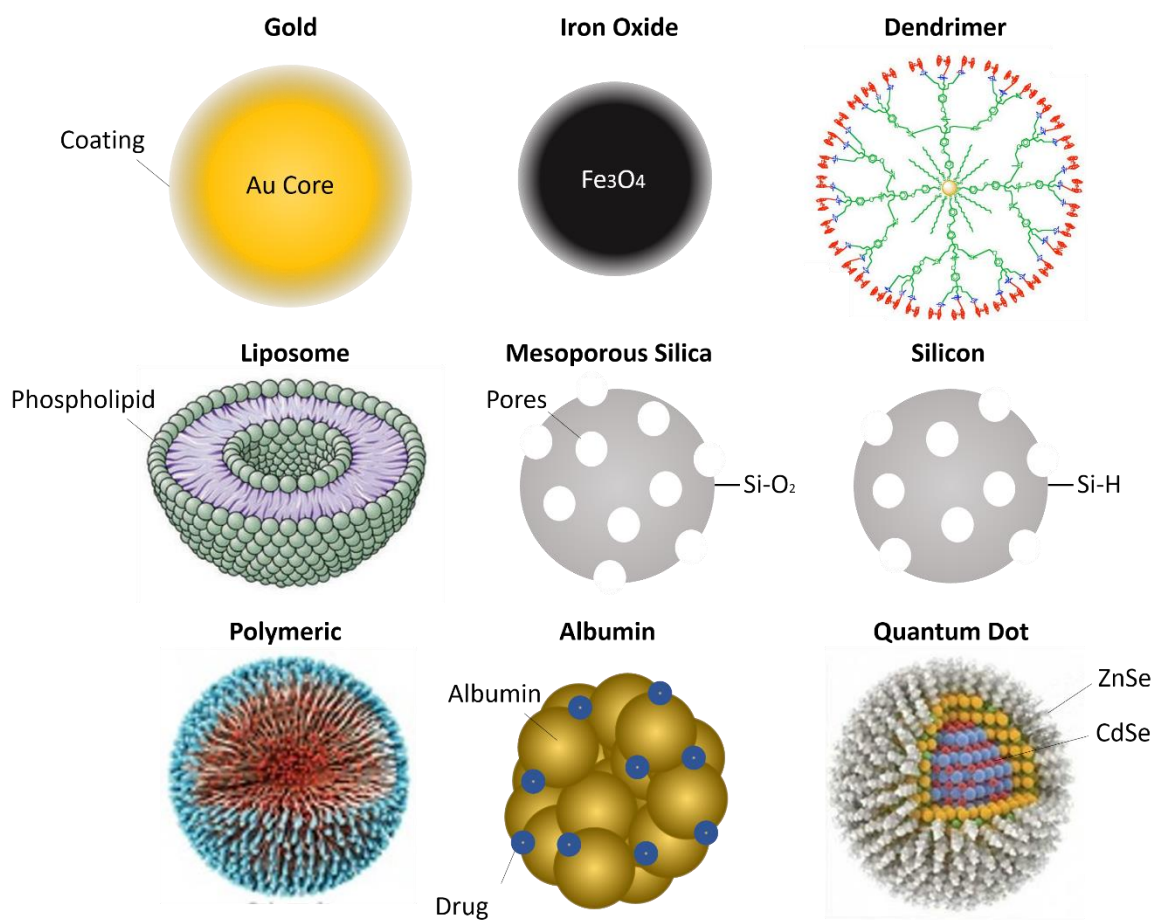 Gold
Iron Oxide
Dendrimer
Coating
Au Core
Fe3O4
Liposome
Mesoporous Silica
Silicon
Phospholipid
Pores
Si-O2
Si-H
Polymeric
Albumin
Quantum Dot
Albumin
ZnSe
CdSe
Drug